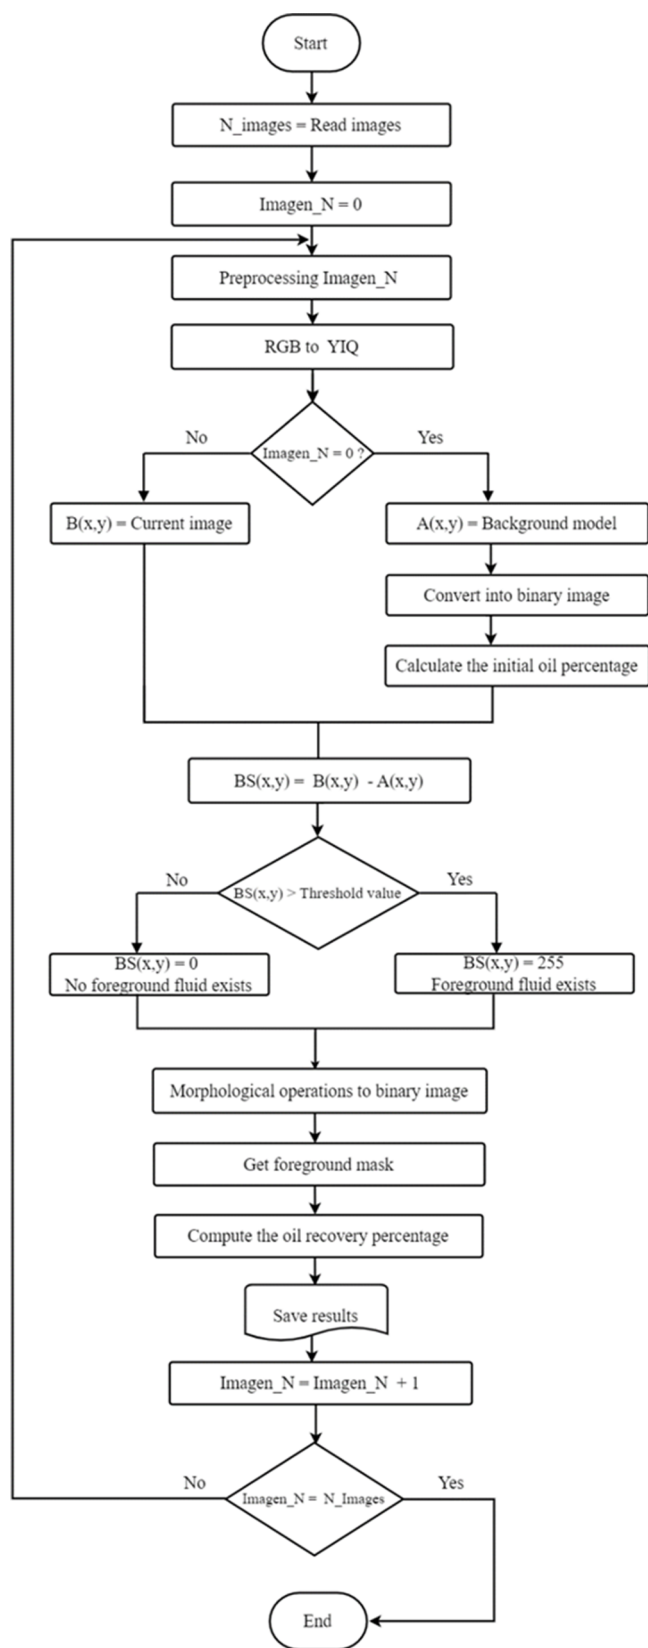 Start
N_images = Read images
Imagen_N = 0
Preprocessing Imagen_N
RGB to YIQ
Imagen_N = 0 ?
No
Yes
B(x,y) = Current image
A(x,y) = Background model
Convert into binary image
Calculate the initial oil percentage
BS(x,y) = B(x,y) - A(x,y)
BS(x,y) > Threshold value
No
Yes
BS(x,y) = 0
No foreground fluid exists
BS(x,y) = 255
Foreground fluid exists
Morphological operations to binary image
Get foreground mask
Compute the oil recovery percentage
Save results
Imagen_N = Imagen_N + 1
Imagen_N = N_Images
No
Yes
End